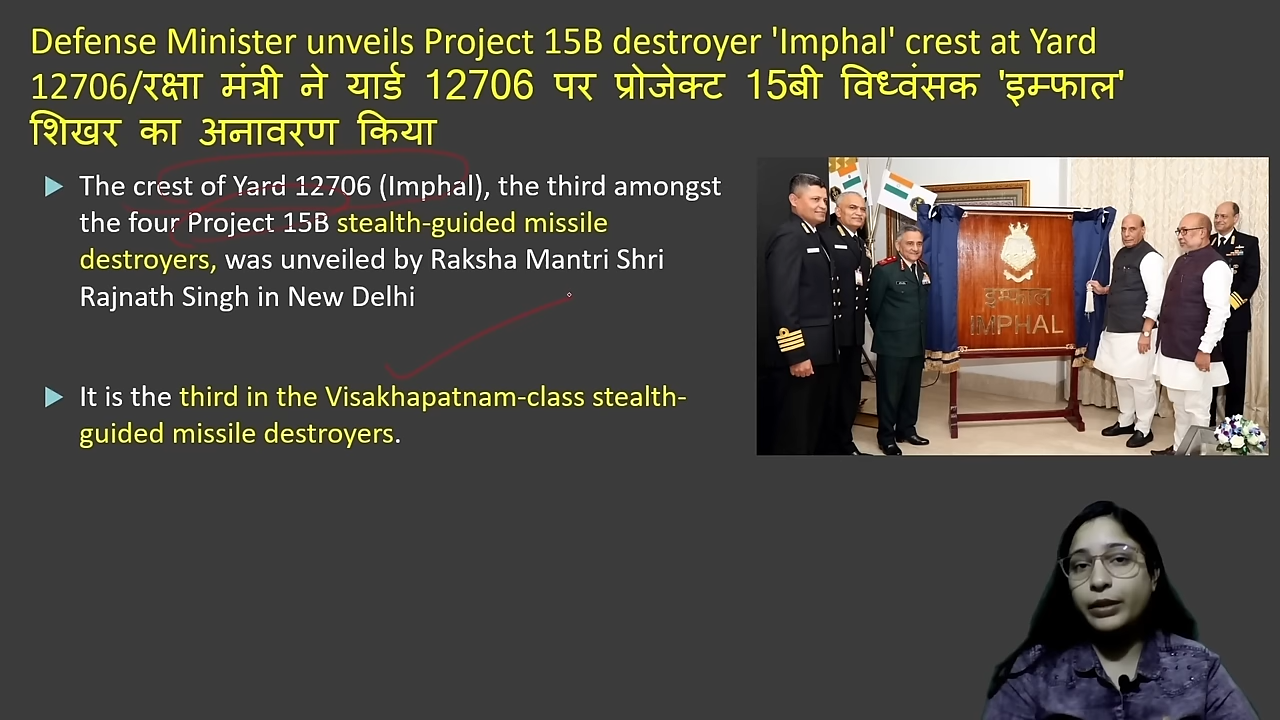 Defense Minister unveils Project 15B destroyer 'Imphal' crest at Yard
12706/रक्षा मंत्री ने यार्ड 12706 पर प्रोजेक्ट 15बी विध्वंसक 'इम्फाल'
शिखर का अनावरण किया
The crest of Yard 12706 (Imphal), the third amongst
the four Project 15B stealth-guided missile
destroyers, was unveiled by Raksha Mantri Shri
Rajnath Singh in New Delhi
It is the third in the Visakhapatnam-class stealth-
guided missile destroyers.
इम्फाल
IMPHAL